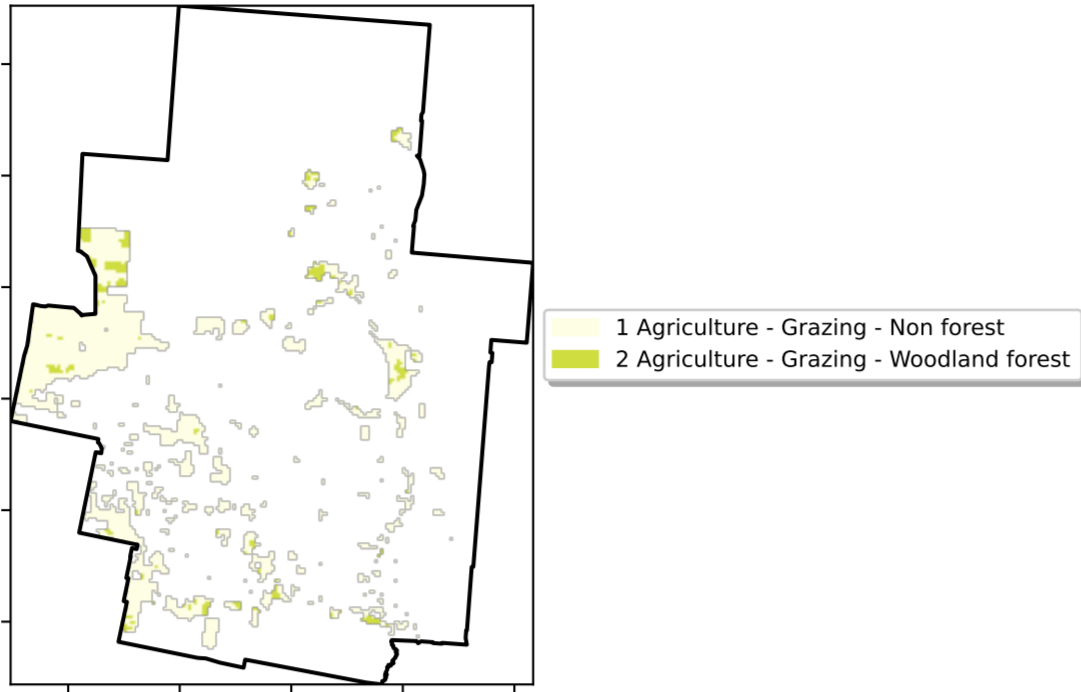 1 Agriculture - Grazing - Non forest
2 Agriculture - Grazing - Woodland forest